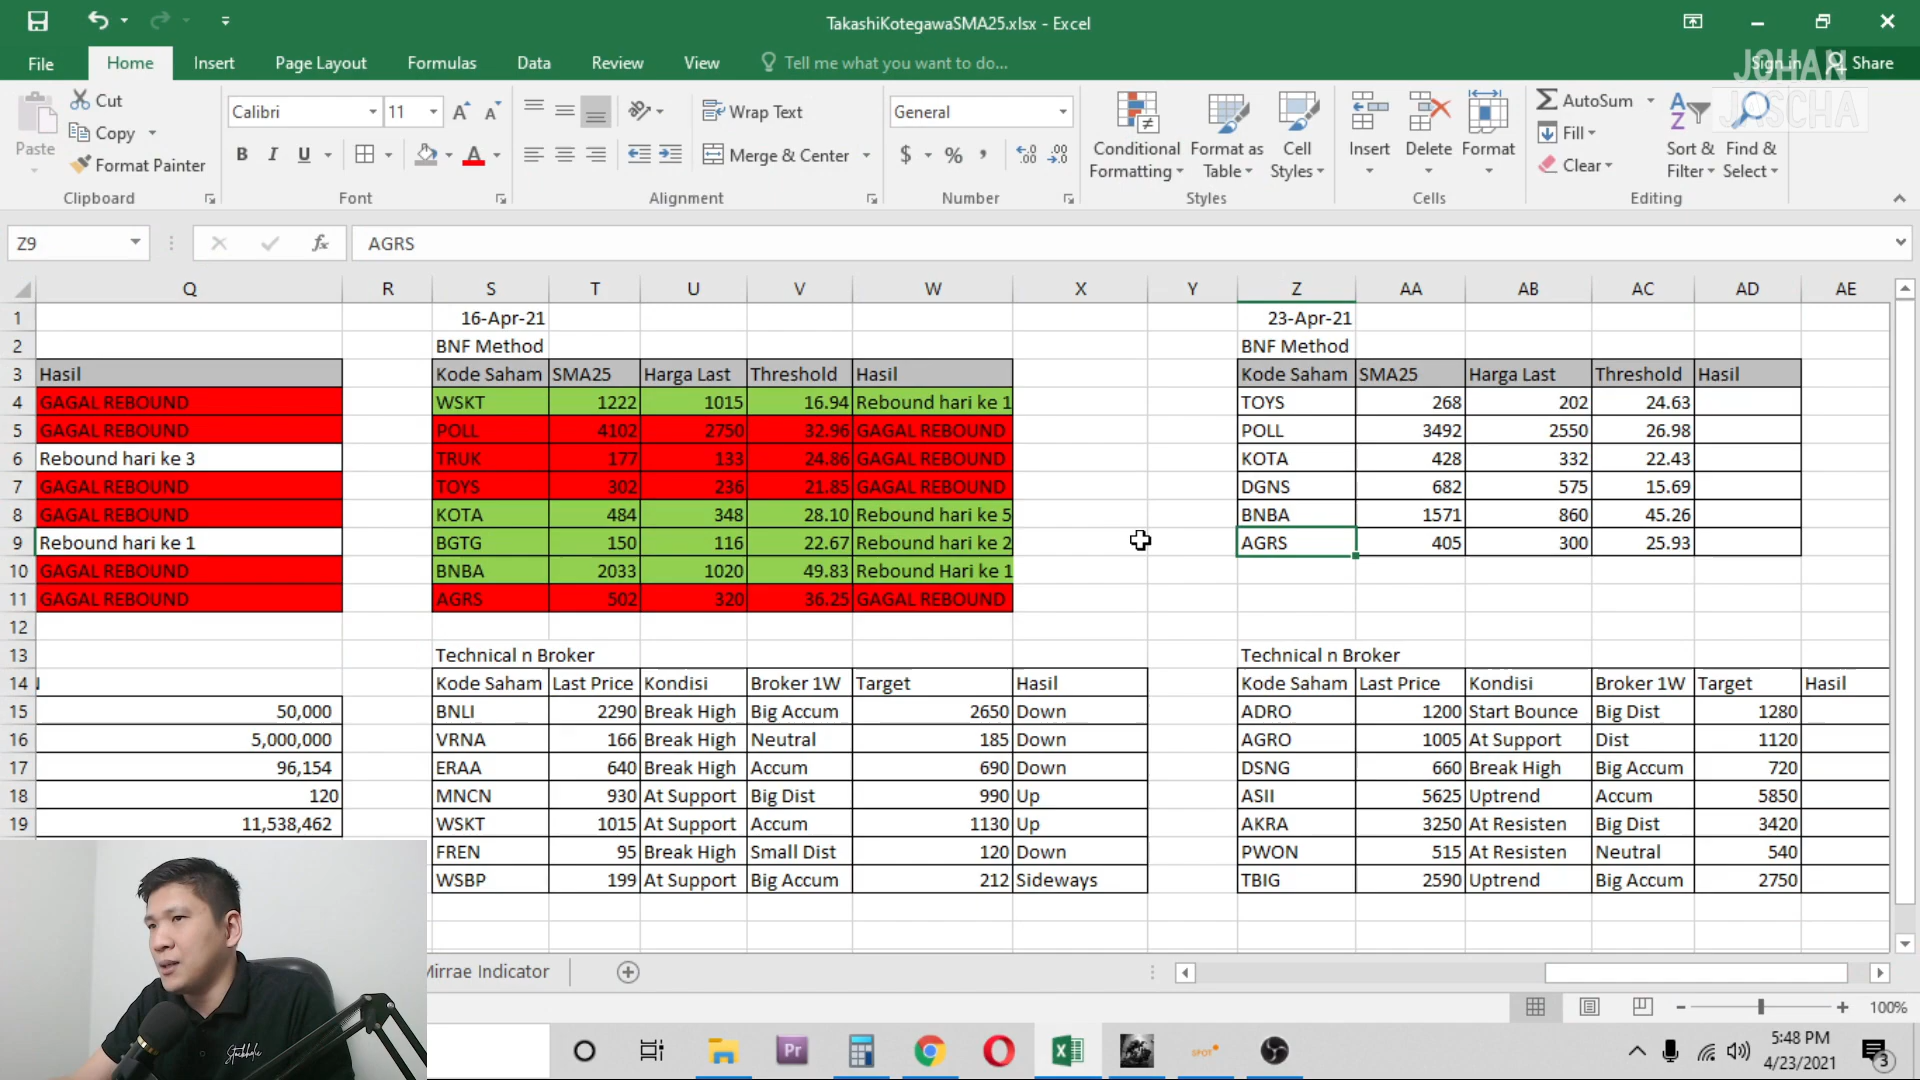 TakashiKotegawaSMA25.xlsx - Excel
File Home Insert Page Layout Formulas Data Review View Tell me what you want to do... Sign in Share
JOHAN
JASCHA
Paste
Cut
Copy
Format Painter
Clipboard
Calibri 11
B I U
Font
Wrap Text
Merge & Center
Alignment
General
$ % ,
Number
Conditional Formatting
Format as Table
Cell Styles
Styles
Insert Delete Format
Cells
AutoSum
Fill
Clear
Sort & Filter
Find & Select
Editing
Z9 fx AGRS
Q R S T U V W X Y Z AA AB AC AD AE
1 16-Apr-21 23-Apr-21
2 BNF Method BNF Method
3 Hasil Kode Saham SMA25 Harga Last Threshold Hasil Kode Saham SMA25 Harga Last Threshold Hasil
4 GAGAL REBOUND WSKT 1222 1015 16.94 Rebound hari ke 1 TOYS 268 202 24.63
5 GAGAL REBOUND POLL 4102 2750 32.96 GAGAL REBOUND POLL 3492 2550 26.98
6 Rebound hari ke 3 TRUK 177 133 24.86 GAGAL REBOUND KOTA 428 332 22.43
7 GAGAL REBOUND TOYS 302 236 21.85 GAGAL REBOUND DGNS 682 575 15.69
8 GAGAL REBOUND KOTA 484 348 28.10 Rebound hari ke 5 BNBA 1571 860 45.26
9 Rebound hari ke 1 BGTG 150 116 22.67 Rebound hari ke 2 AGRS 405 300 25.93
10 GAGAL REBOUND BNBA 2033 1020 49.83 Rebound Hari ke 1
11 GAGAL REBOUND AGRS 502 320 36.25 GAGAL REBOUND
12
13 Technical n Broker Technical n Broker
14 Kode Saham Last Price Kondisi Broker 1W Target Hasil Kode Saham Last Price Kondisi Broker 1W Target Hasil
15 50,000 BNLI 2290 Break High Big Accum 2650 Down ADRO 1200 Start Bounce Big Dist 1280
16 5,000,000 VRNA 166 Break High Neutral 185 Down AGRO 1005 At Support Dist 1120
17 96,154 ERAA 640 Break High Accum 690 Down DSNG 660 Break High Big Accum 720
18 120 MNCN 930 At Support Big Dist 990 Up ASII 5625 Uptrend Accum 5850
19 11,538,462 WSKT 1015 At Support Accum 1130 Up AKRA 3250 At Resisten Big Dist 3420
FREN 95 Break High Small Dist 120 Down PWON 515 At Resisten Neutral 540
WSBP 199 At Support Big Accum 212 Sideways TBIG 2590 Uptrend Big Accum 2750
Mirrae Indicator
100%
Stockholic
Pr
SPOT
5:48 PM
4/23/2021
3